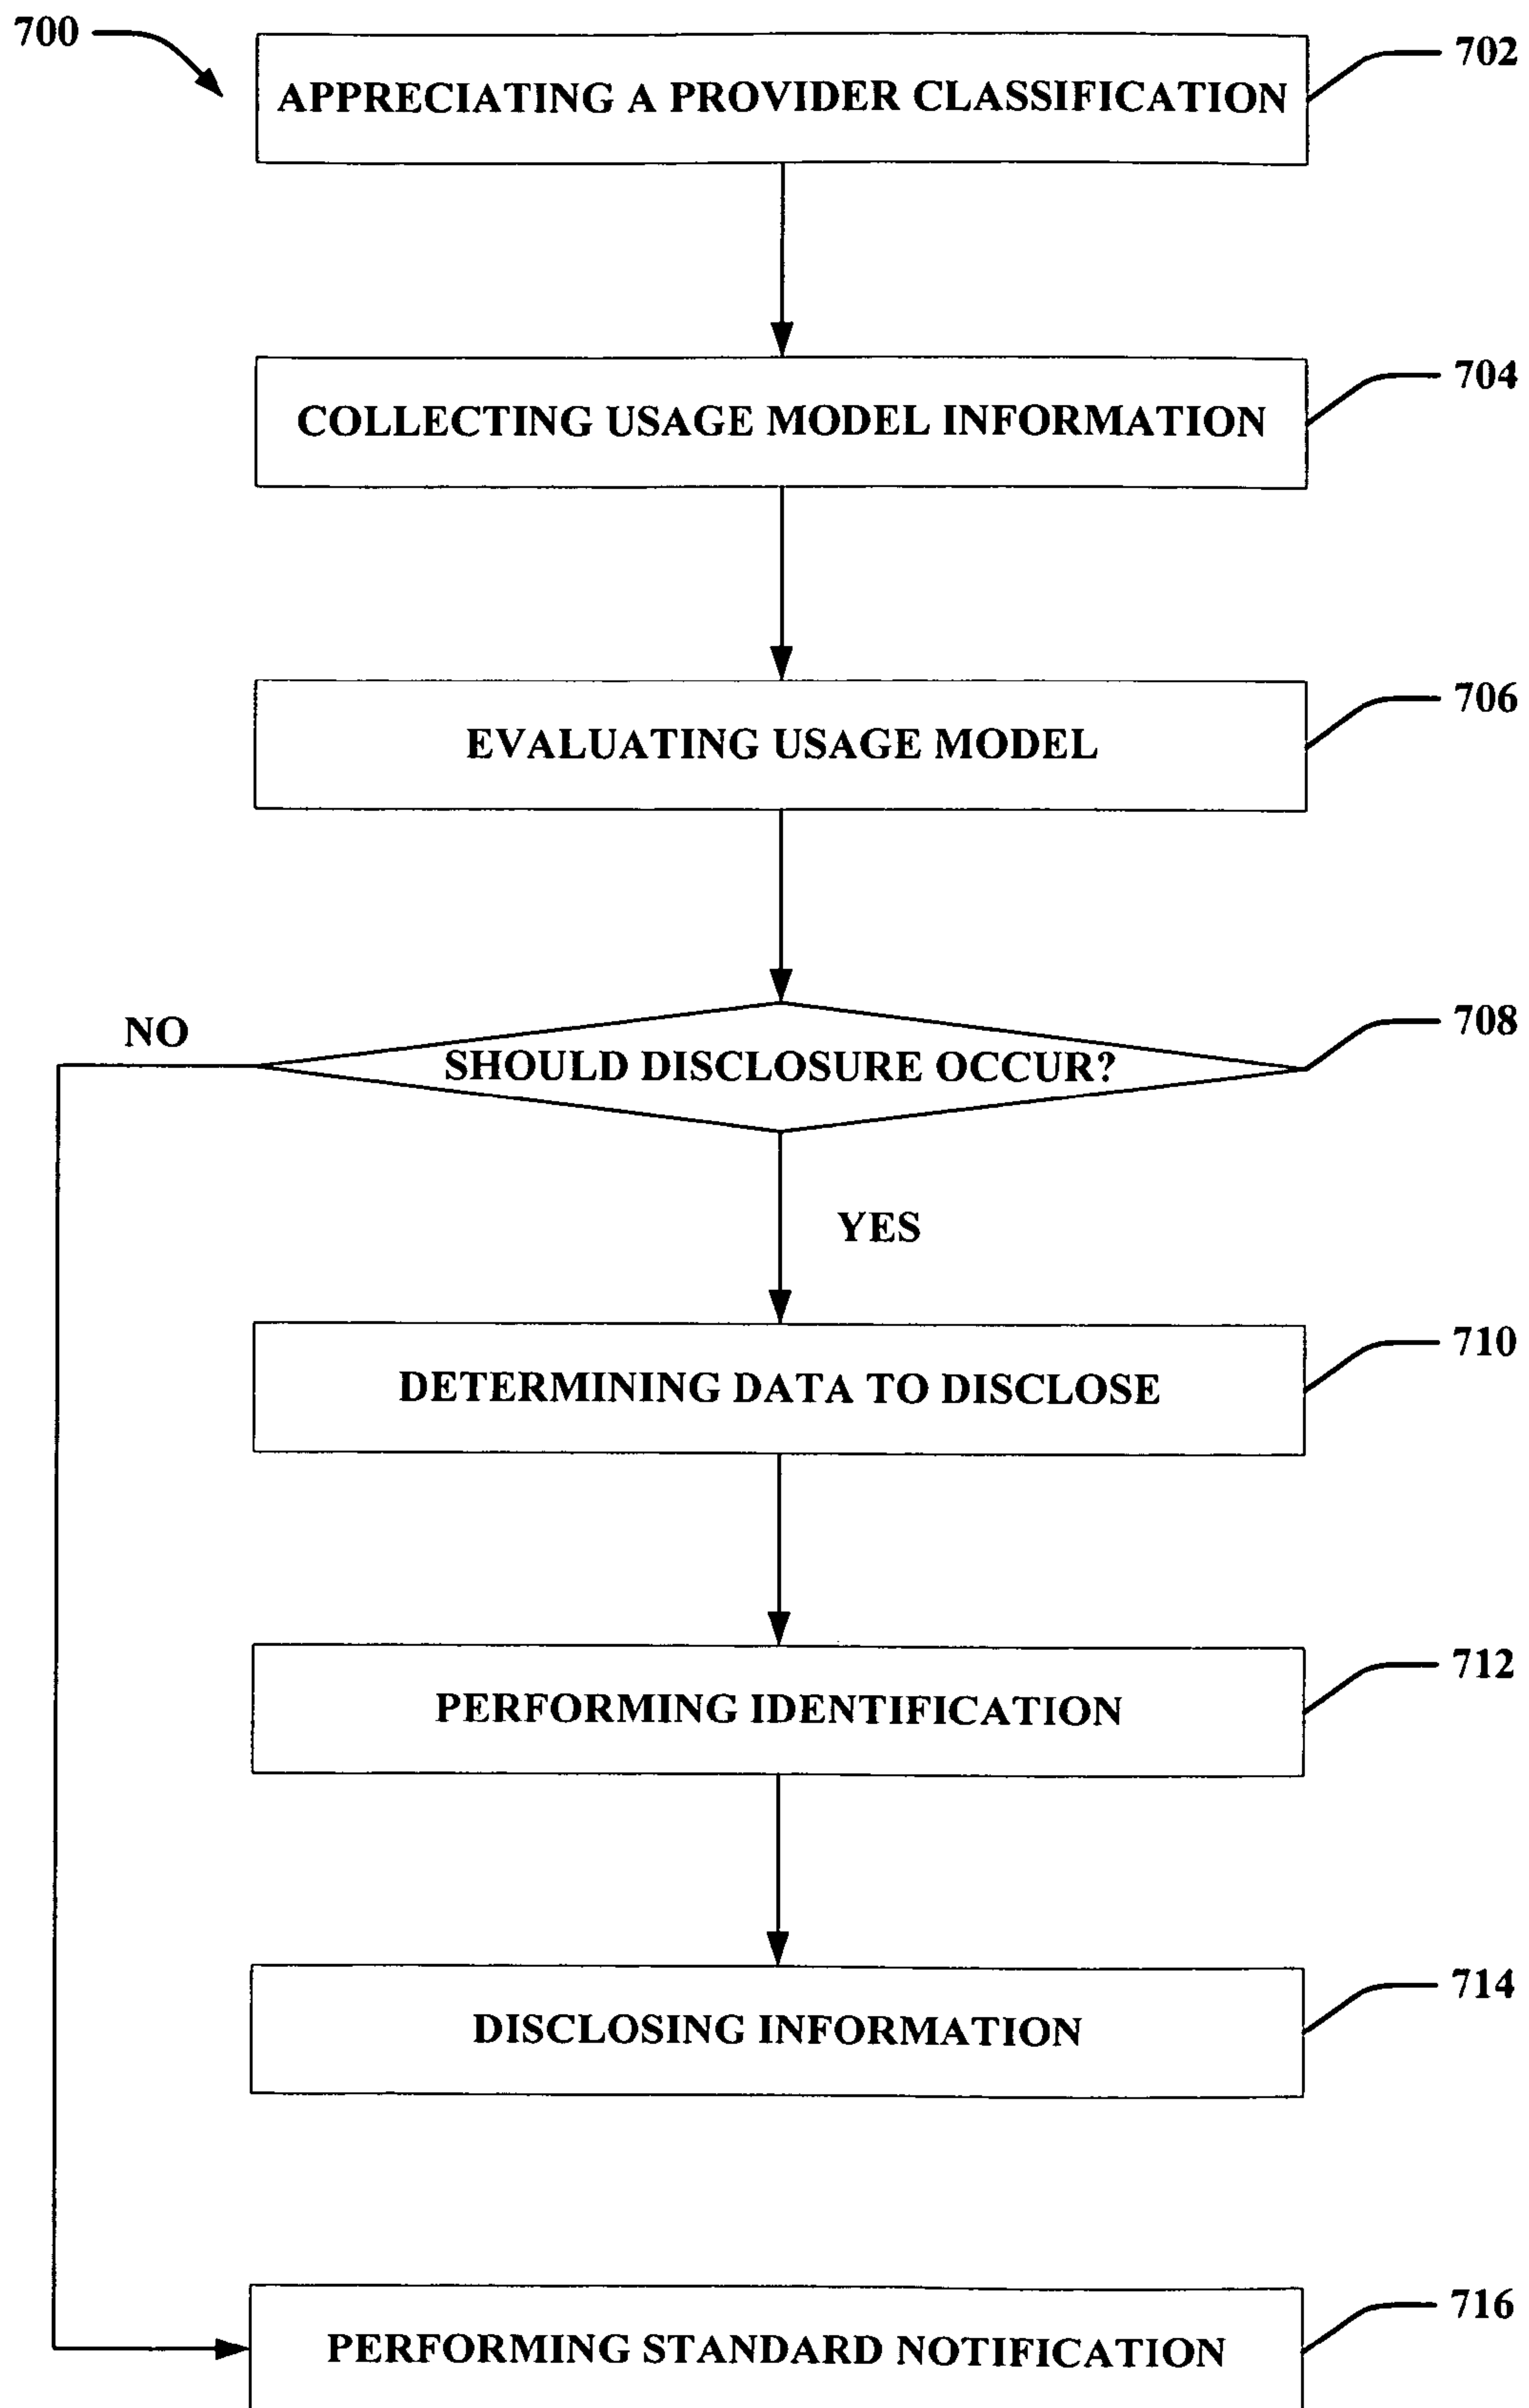 700
APPRECIATING A PROVIDER CLASSIFICATION
702
COLLECTING USAGE MODEL INFORMATION
704
EVALUATING USAGE MODEL
706
NO
SHOULD DISCLOSURE OCCUR?
708
YES
DETERMINING DATA TO DISCLOSE
710
PERFORMING IDENTIFICATION
712
DISCLOSING INFORMATION
714
PERFORMING STANDARD NOTIFICATION
716